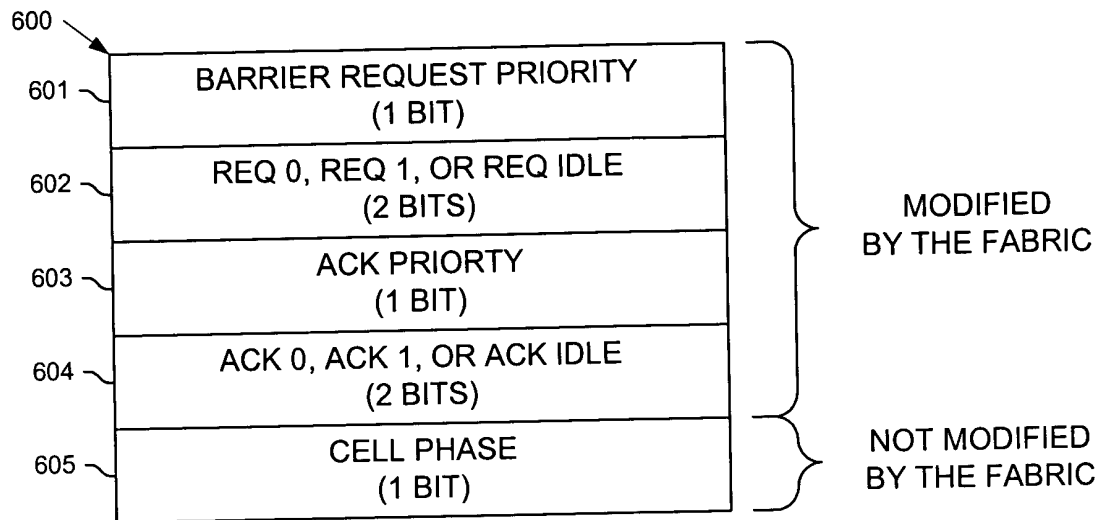 600
601
BARRIER REQUEST PRIORITY
(1 BIT)
602
REQ 0, REQ 1, OR REQ IDLE
(2 BITS)
603
ACK PRIORTY
(1 BIT)
604
ACK 0, ACK 1, OR ACK IDLE
(2 BITS)
605
CELL PHASE
(1 BIT)
MODIFIED
BY THE FABRIC
NOT MODIFIED
BY THE FABRIC